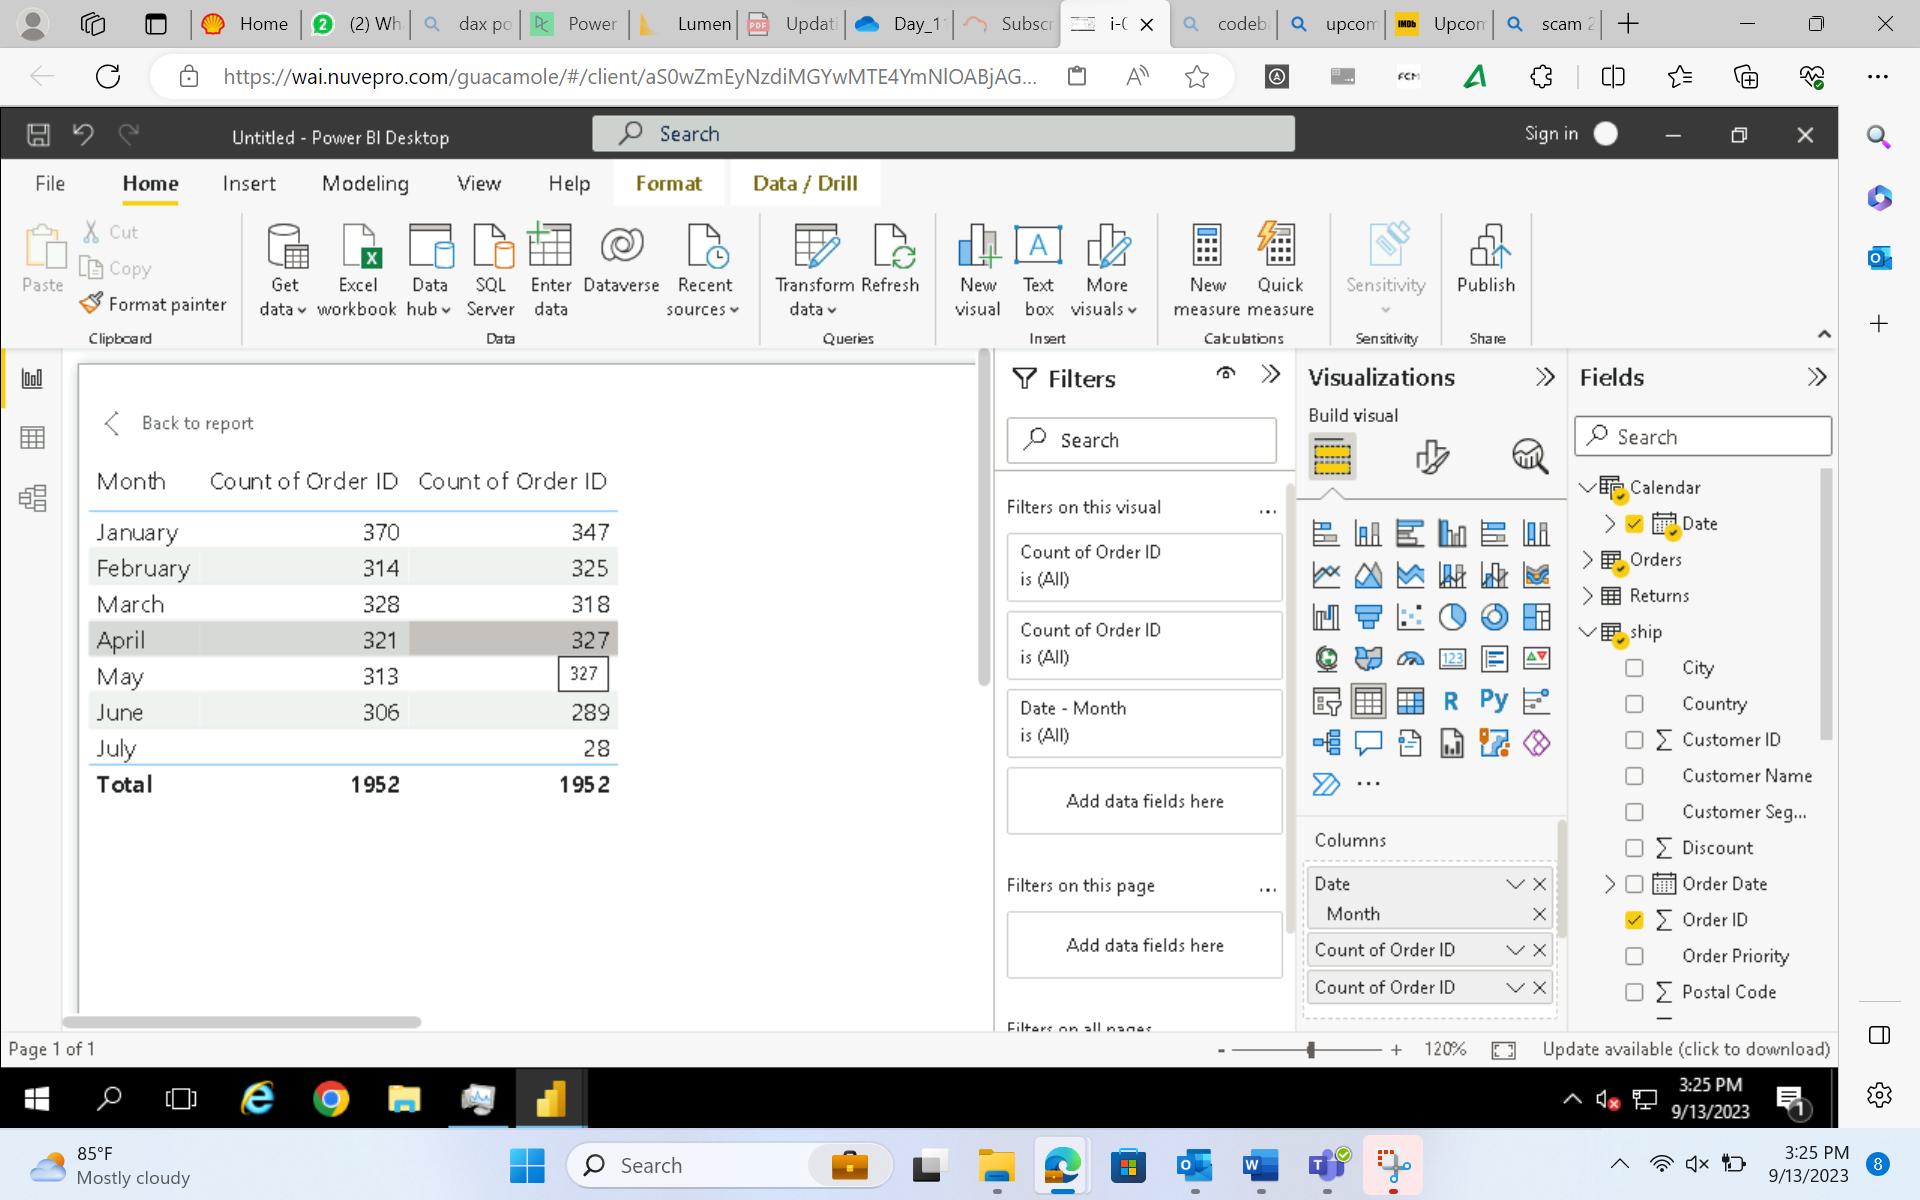 Home
(2) Wh
dax po
Power
Lumen
PDF
Updati
Day_1
Subscr
i-0
codeba
upcom
IMDb
Upcom
scam 2
https://wai.nuvepro.com/guacamole/#/client/aS0wZmEyNzdiMGYwMTE4YmNlOABjAG...
FCM
Untitled - Power BI Desktop
Search
Sign in
File
Home
Insert
Modeling
View
Help
Format
Data / Drill
Paste
Cut
Copy
Format painter
Get data
Excel workbook
Data hub
SQL Server
Enter data
Dataverse
Recent sources
Transform data
Refresh
New visual
Text box
More visuals
New measure
Quick measure
Sensitivity
Publish
Clipboard
Data
Queries
Insert
Calculations
Sensitivity
Share
Back to report
Month Count of Order ID Count of Order ID
January 370 347
February 314 325
March 328 318
April 321 327
May 313
327
June 306 289
July 28
Total 1952 1952
Filters
Search
Filters on this visual
...
Count of Order ID
is (All)
Count of Order ID
is (All)
Date - Month
is (All)
Add data fields here
Filters on this page
...
Add data fields here
Filters on all pages
Visualizations
Build visual
123
R
Py
...
Columns
Date
Month
Count of Order ID
Count of Order ID
Fields
Search
Calendar
Date
Orders
Returns
ship
City
Country
Customer ID
Customer Name
Customer Seg...
Discount
Order Date
Order ID
Order Priority
Postal Code
Page 1 of 1
- + 120%
Update available (click to download)
3:25 PM
9/13/2023
1
85°F
Mostly cloudy
Search
3:25 PM
9/13/2023
8